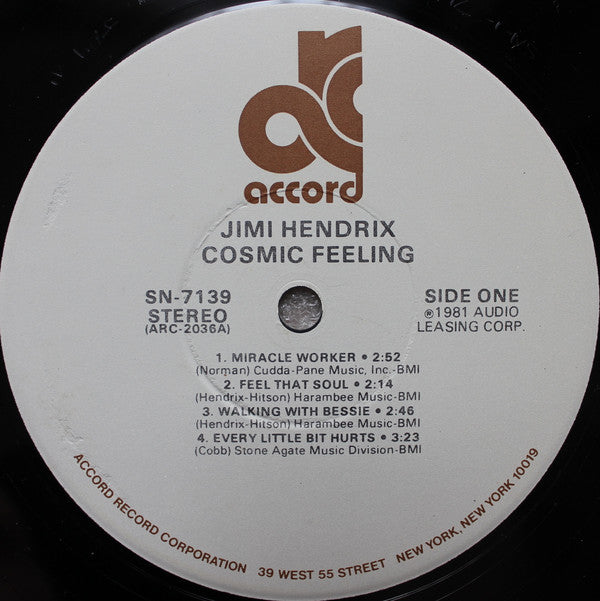 accord
JIMI HENDRIX
COSMIC FEELING
SN-7139
STEREO
(ARC-2036A)
SIDE ONE
℗1981 AUDIO
LEASING CORP.
1. MIRACLE WORKER • 2:52
(Norman) Cudda-Pane Music, Inc.-BMI
2. FEEL THAT SOUL • 2:14
(Hendrix-Hitson) Harambee Music-BMI
3. WALKING WITH BESSIE • 2:46
(Hendrix-Hitson) Harambee Music-BMI
4. EVERY LITTLE BIT HURTS • 3:23
(Cobb) Stone Agate Music Division-BMI
ACCORD RECORD CORPORATION 39 WEST 55 STREET NEW YORK, NEW YORK 10019